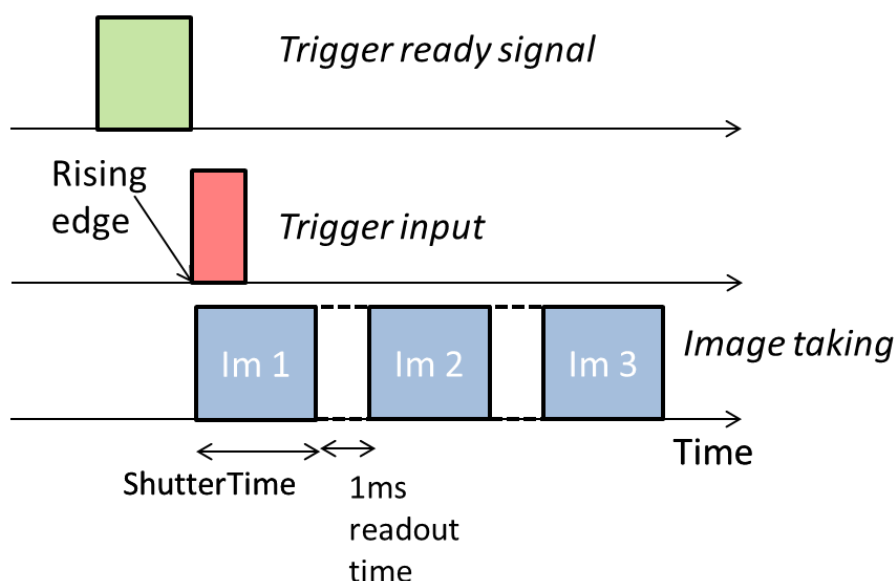 Trigger ready signal
Rising
edge
Trigger input
Im 1
Im 2
Im 3
Image taking
Time
ShutterTime
1ms
readout
time